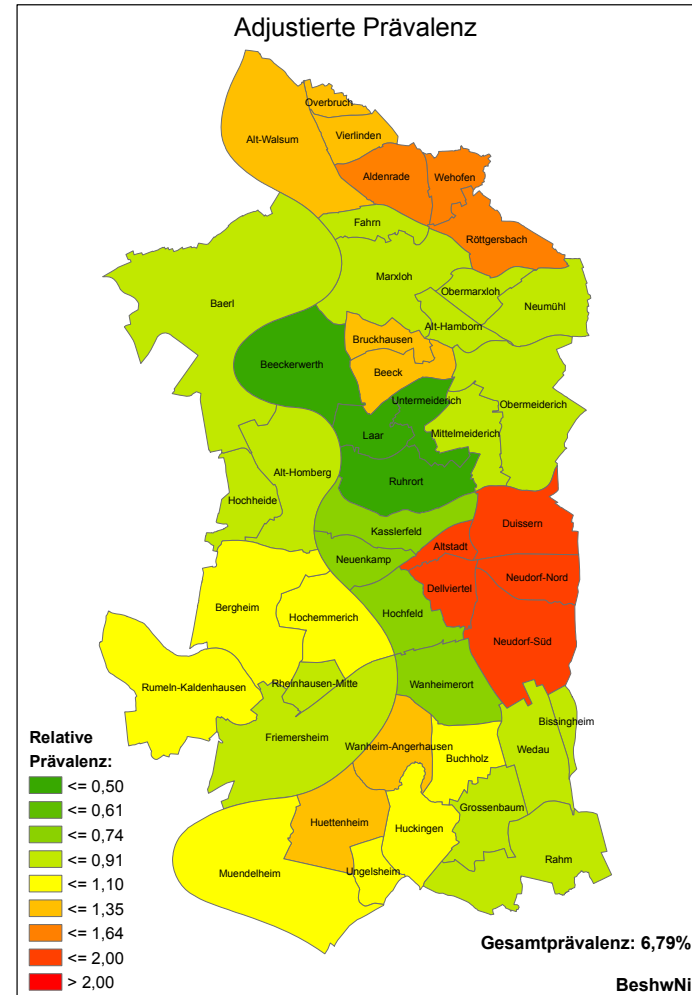 Adjustierte Prävalenz
Overbruch
Alt-Walsum
Vierlinden
Aldenrade
Wehofen
Fahrn
Röttgersbach
Marxloh
Obermarxloh
Neumühl
Baerl
Alt-Hamborn
Bruckhausen
Beeckerwerth
Beeck
Untermeiderich
Obermeiderich
Laar
Mittelmeiderich
Alt-Homberg
Ruhrort
Hochheide
Kasslerfeld
Duissern
Altstadt
Neuenkamp
Neudorf-Nord
Dellviertel
Bergheim
Hochemmerich
Hochfeld
Neudorf-Süd
Rumeln-Kaldenhausen
Rheinhausen-Mitte
Wanheimerort
Bissingheim
Friemersheim
Wanheim-Angerhausen
Wedau
Buchholz
Grossenbaum
Huettenheim
Huckingen
Rahm
Muendelheim
Ungelsheim
Relative
Prävalenz:
<= 0,50
<= 0,61
<= 0,74
<= 0,91
<= 1,10
<= 1,35
<= 1,64
<= 2,00
> 2,00
Gesamtprävalenz: 6,79%
BeshwNi